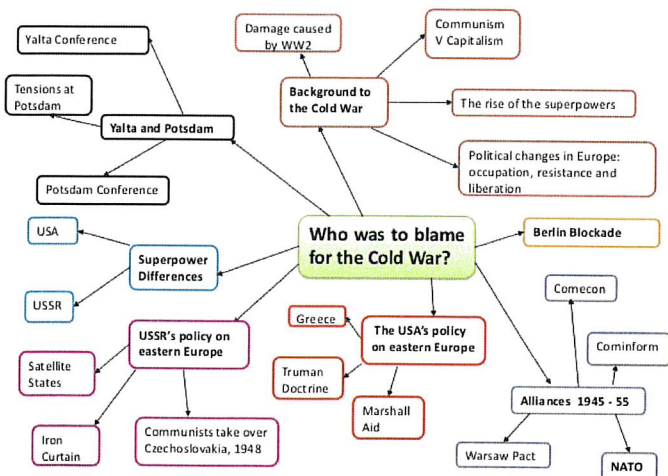 Yalta Conference
Tensions at
Potsdam
Yalta and Potsdam
Potsdam Conference
Damage caused
by WW2
Communism
V Capitalism
Background to
the Cold War
The rise of the superpowers
Political changes in Europe:
occupation, resistance and
liberation
Who was to blame
for the Cold War?
USA
Superpower
Differences
USSR
Berlin Blockade
USSR's policy on
eastern Europe
Satellite
States
Iron
Curtain
Communists take over
Czechoslovakia, 1948
Greece
The USA's policy
on eastern Europe
Truman
Doctrine
Marshall
Aid
Comecon
Cominform
Alliances 1945 - 55
Warsaw Pact
NATO